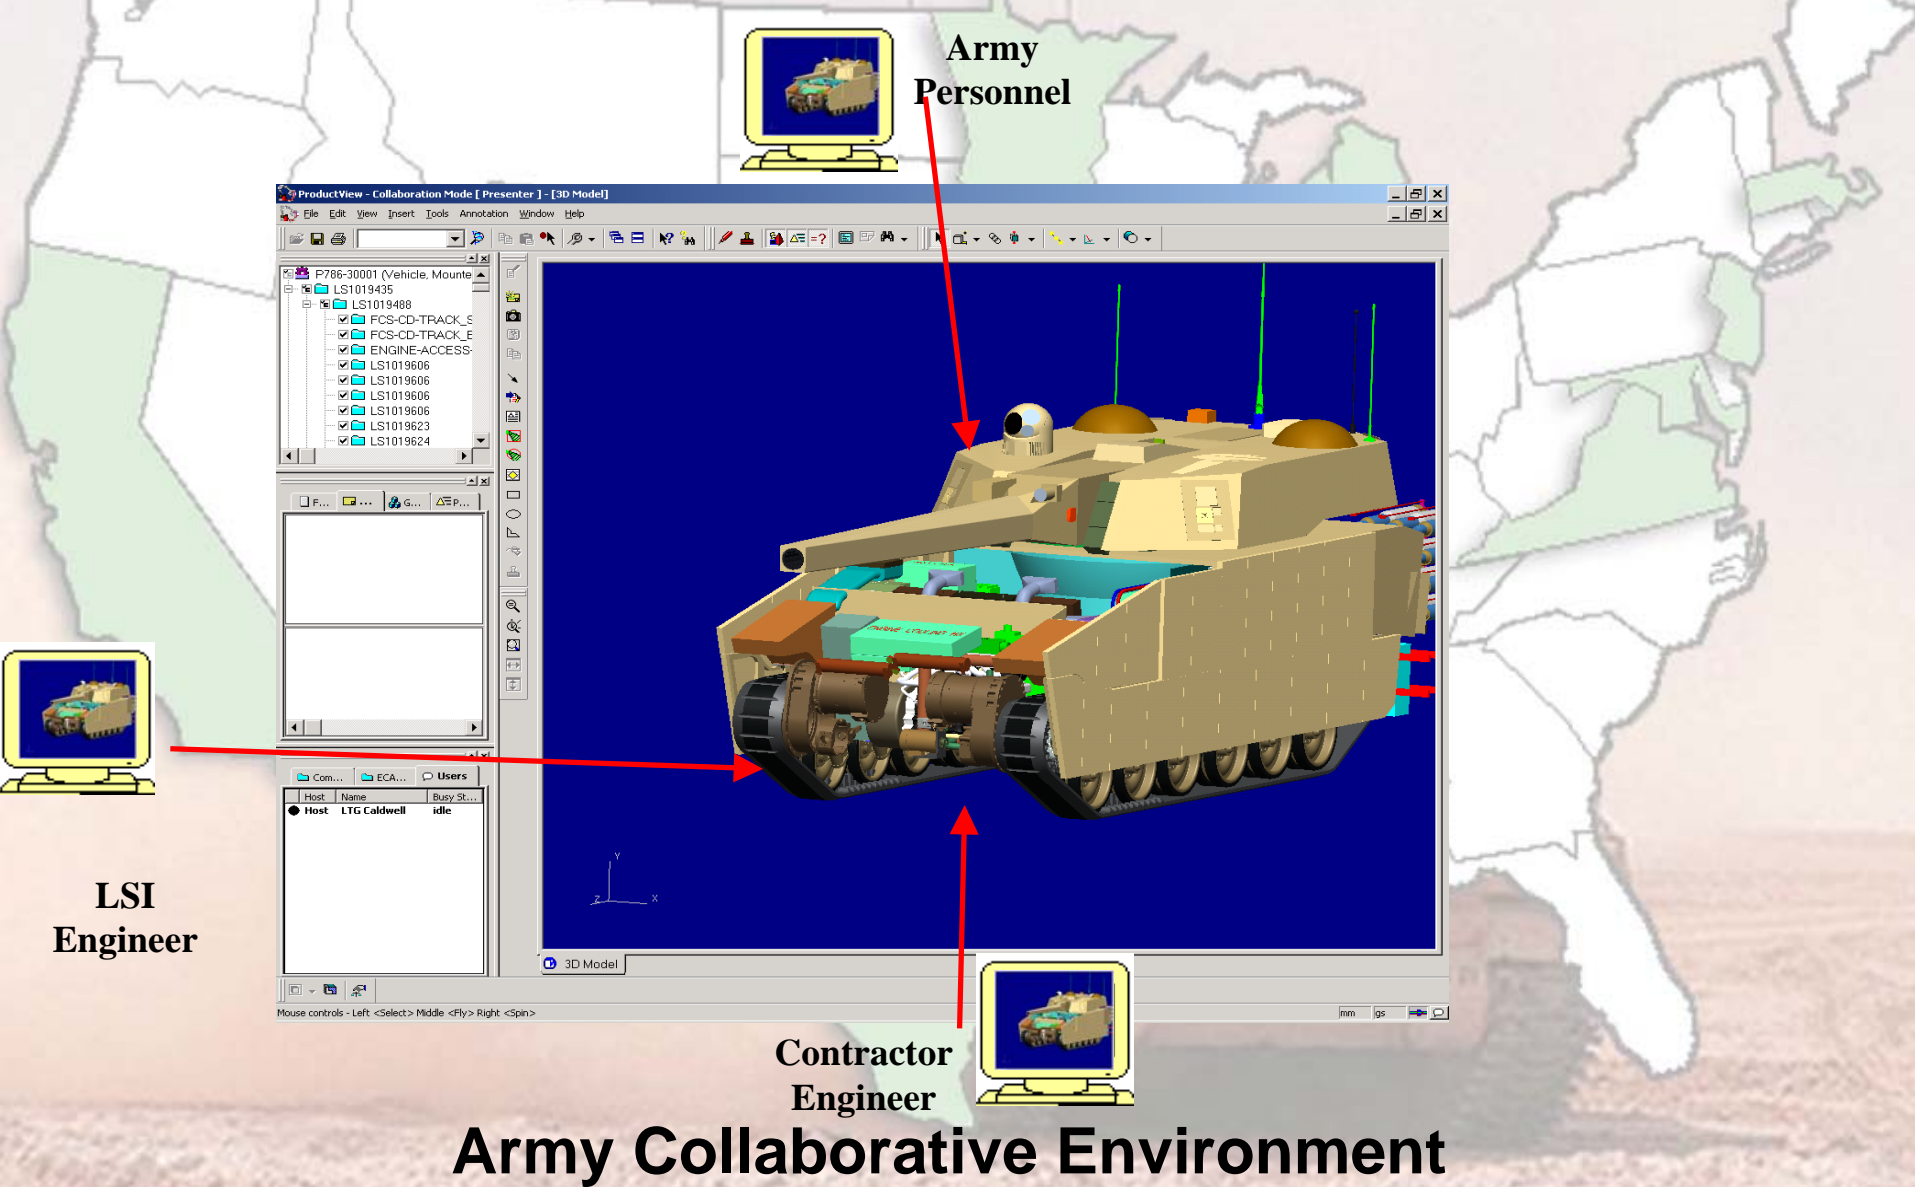 Army
Personnel
ProductView - Collaboration Mode [ Presenter ] - [3D Model]
File Edit View Insert Tools Annotation Window Help
P786-30001 (Vehicle, Mounte
LS1019435
LS1019488
FCS-CD-TRACK_S
FCS-CD-TRACK_E
ENGINE-ACCESS-
LS1019606
LS1019606
LS1019606
LS1019606
LS1019623
LS1019624
F... ... G... P...
Com... ECA... Users
Host Name Busy St...
Host LTG Caldwell idle
ENGINE COOLING
Y
Z X
LSI
Engineer
3D Model
Mouse controls - Left <Select> Middle <Fly> Right <Spin>
mm gs
Contractor
Engineer
Army Collaborative Environment